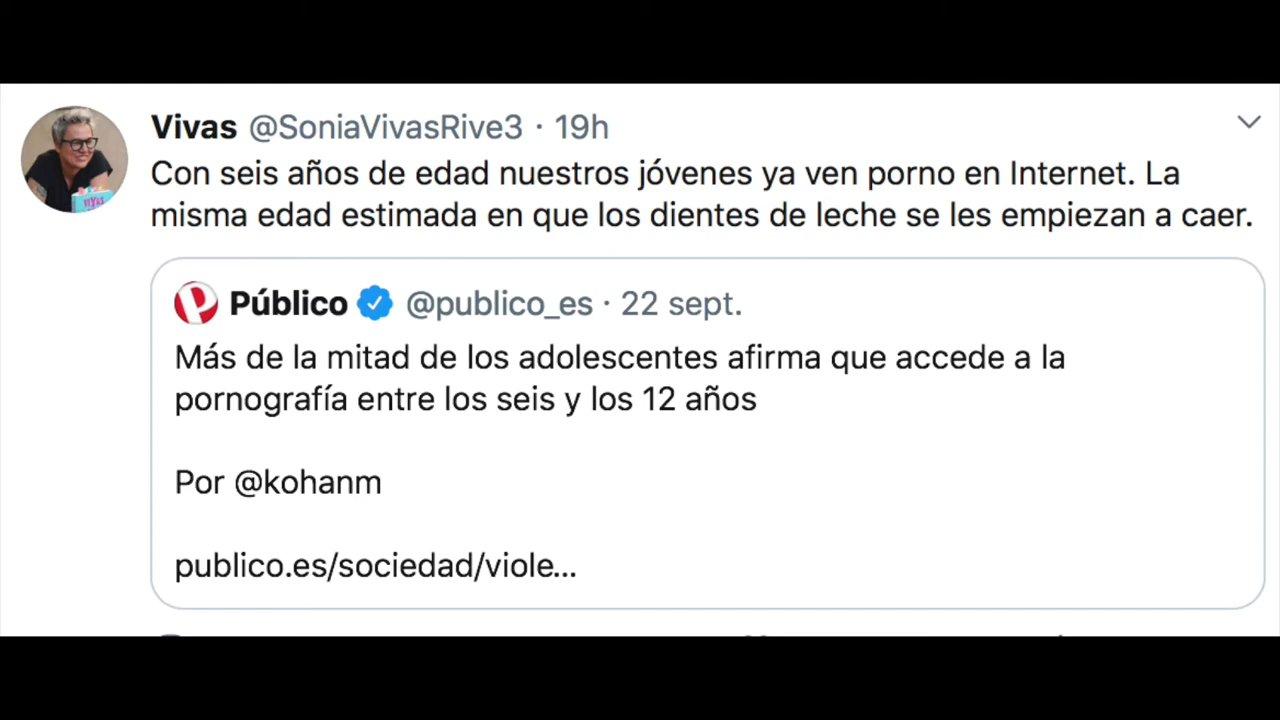 Vivas @SoniaVivasRive3 · 19h
Con seis años de edad nuestros jóvenes ya ven porno en Internet. La
misma edad estimada en que los dientes de leche se les empiezan a caer.
Público @publico_es · 22 sept.
Más de la mitad de los adolescentes afirma que accede a la
pornografía entre los seis y los 12 años
Por @kohanm
publico.es/sociedad/viole...